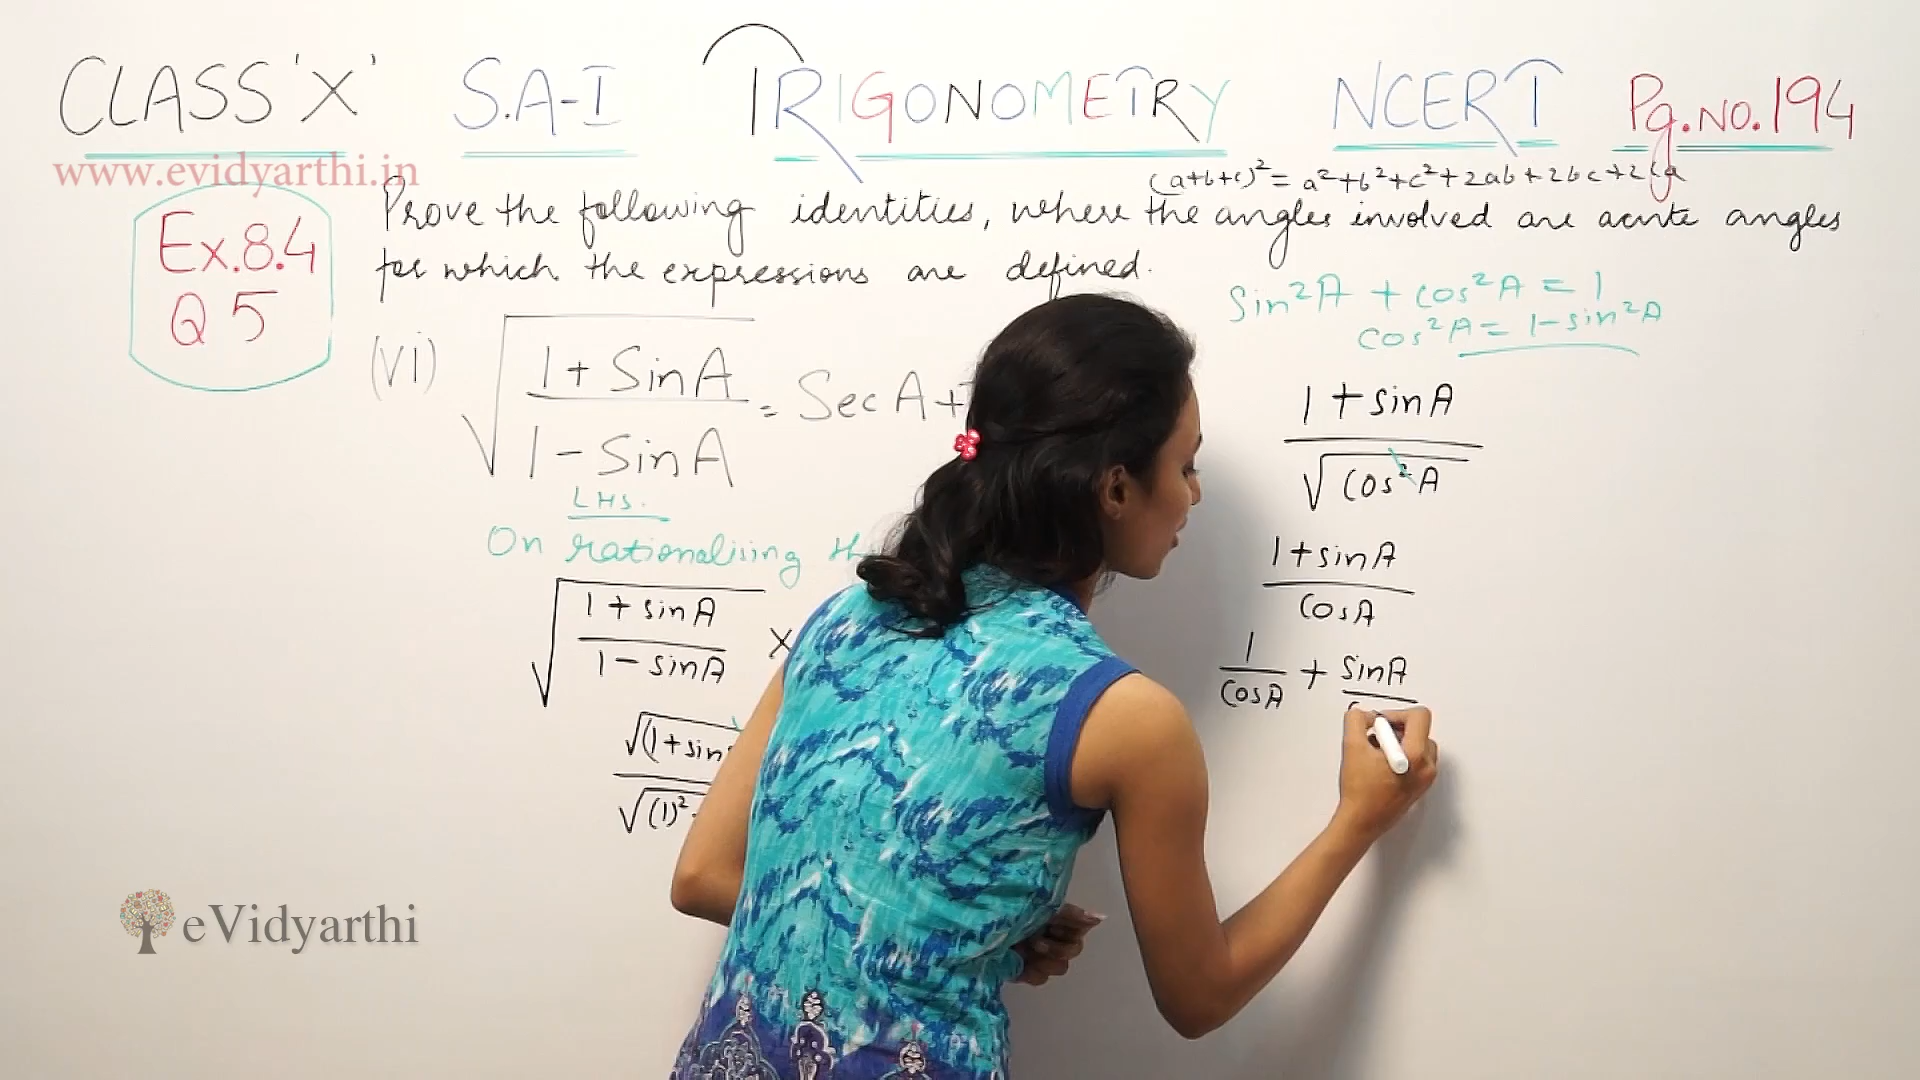 CLASS 'X' S.A-I TRIGONOMETRY NCERT Pg.NO.194
www.evidyarthi.in
(a+b+c)² = a²+b²+c²+2ab+2bc+2ca
Ex.8.4
Q 5
Prove the following identities, where the angles involved are acute angles
for which the expressions are defined.
sin²A + cos²A = 1
cos²A = 1-sin²A
(vi) √ 1 + SinA / 1 - SinA = Sec A +
LHS.
On rationalising
√ 1 + sinA / 1 - sinA ×
√(1+sin
√(1)²
1 + sinA
√cos²A
1+sinA
cosA
1/cosA + sinA
eVidyarthi